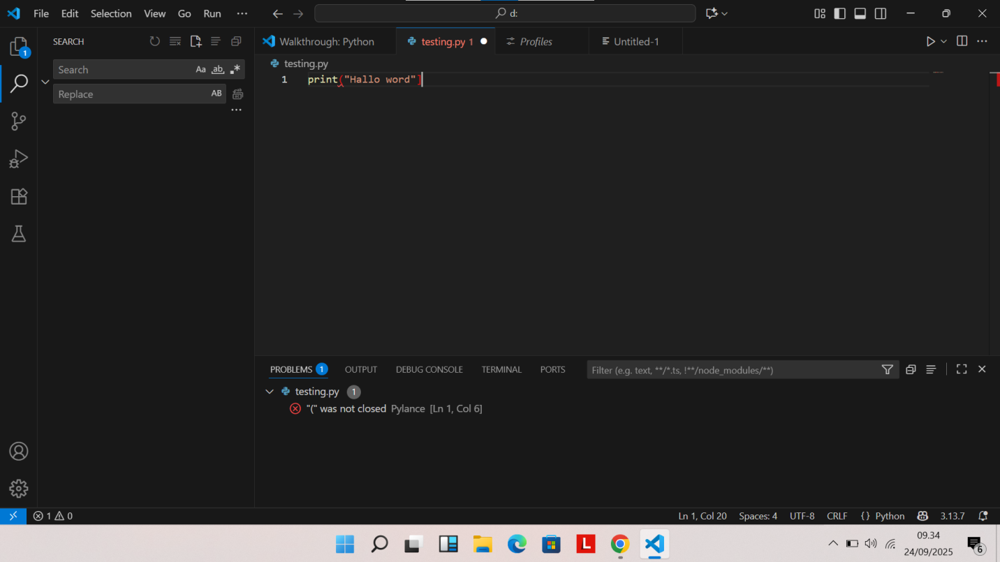 File Edit Selection View Go Run ··· d:
SEARCH
Search Aa ab
Replace AB
1
Walkthrough: Python testing.py 1 Profiles Untitled-1
testing.py
1 print("Hallo word"]
PROBLEMS 1 OUTPUT DEBUG CONSOLE TERMINAL PORTS Filter (e.g. text, **/*.ts, !**/node_modules/**)
testing.py 1
"(" was not closed Pylance [Ln 1, Col 6]
1 0 Ln 1, Col 20 Spaces: 4 UTF-8 CRLF {} Python 3.13.7
L
09.34
24/09/2025
6